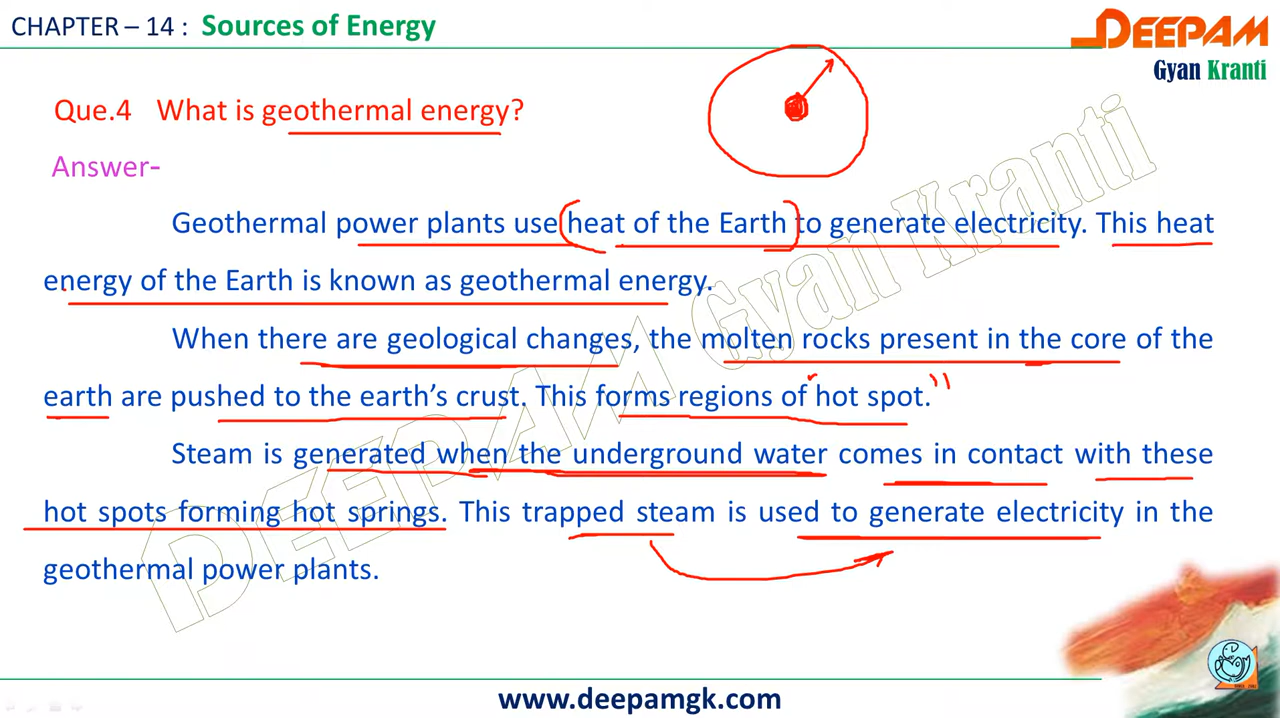 CHAPTER – 14 : Sources of Energy
DEEPAM
Gyan Kranti
Que.4 What is geothermal energy?
Answer-
Geothermal power plants use heat of the Earth to generate electricity. This heat
energy of the Earth is known as geothermal energy.
When there are geological changes, the molten rocks present in the core of the
earth are pushed to the earth's crust. This forms regions of "hot spot."
Steam is generated when the underground water comes in contact with these
hot spots forming hot springs. This trapped steam is used to generate electricity in the
geothermal power plants.
DEEPAM Gyan Kranti
www.deepamgk.com